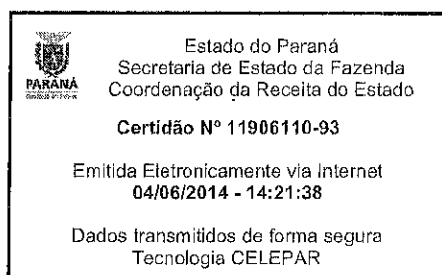 Estado do Paraná
Secretaria de Estado da Fazenda
PARANÁ
Coordenação da Receita do Estado
Certidão Nº 11906110-93
Emitida Eletronicamente via Internet
04/06/2014 - 14:21:38
Dados transmitidos de forma segura
Tecnologia CELEPAR